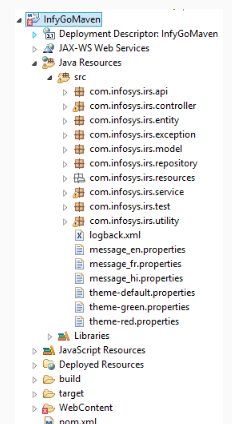 InfyGoMaven
Deployment Descriptor: InfyGoMaven
JAX-WS Web Services
Java Resources
src
com.infosys.irs.api
com.infosys.irs.controller
com.infosys.irs.entity
com.infosys.irs.exception
com.infosys.irs.model
com.infosys.irs.repository
com.infosys.irs.resources
com.infosys.irs.service
com.infosys.irs.test
com.infosys.irs.utility
logback.xml
message_en.properties
message_fr.properties
message_hi.properties
theme-default.properties
theme-green.properties
theme-red.properties
Libraries
JavaScript Resources
Deployed Resources
build
target
WebContent
pom.xml